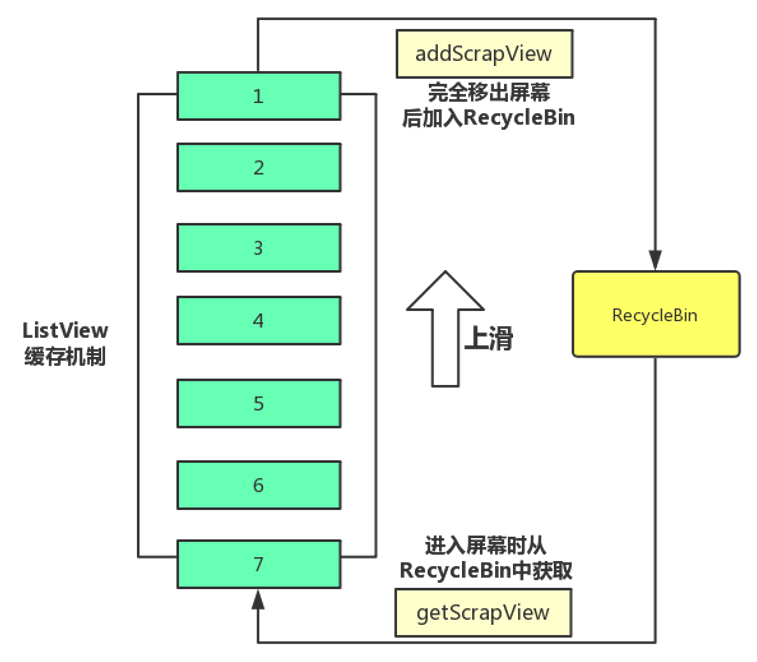 addScrapView
完全移出屏幕
后加入RecycleBin
1
2
3
4
5
6
7
ListView
缓存机制
上滑
RecycleBin
进入屏幕时从
RecycleBin中获取
getScrapView